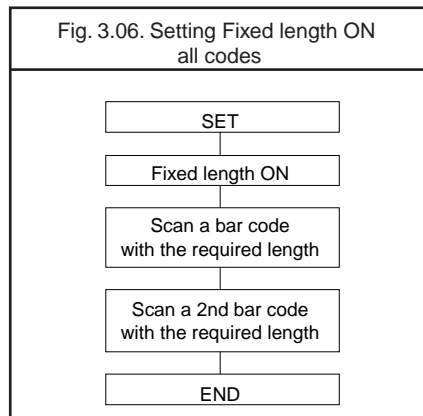 Fig. 3.06. Setting Fixed length ON
all codes
SET
Fixed length ON
Scan a bar code
with the required length
Scan a 2nd bar code
with the required length
END